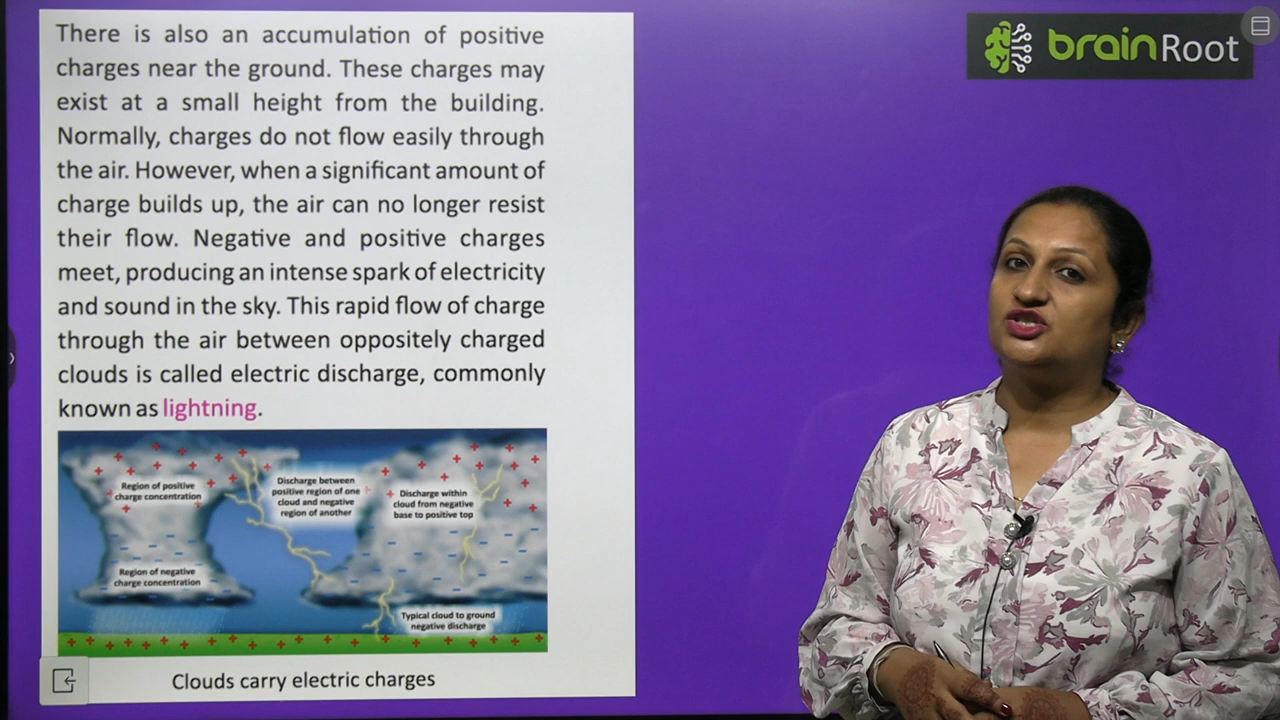 There is also an accumulation of positive
charges near the ground. These charges may
exist at a small height from the building.
Normally, charges do not flow easily through
the air. However, when a significant amount of
charge builds up, the air can no longer resist
their flow. Negative and positive charges
meet, producing an intense spark of electricity
and sound in the sky. This rapid flow of charge
through the air between oppositely charged
clouds is called electric discharge, commonly
known as lightning.
Region of positive
charge concentration
Discharge between
positive region of one
cloud and negative
region of another
Discharge within
cloud from negative
base to positive top
Region of negative
charge concentration
Typical cloud to ground
negative discharge
Clouds carry electric charges
brainRoot